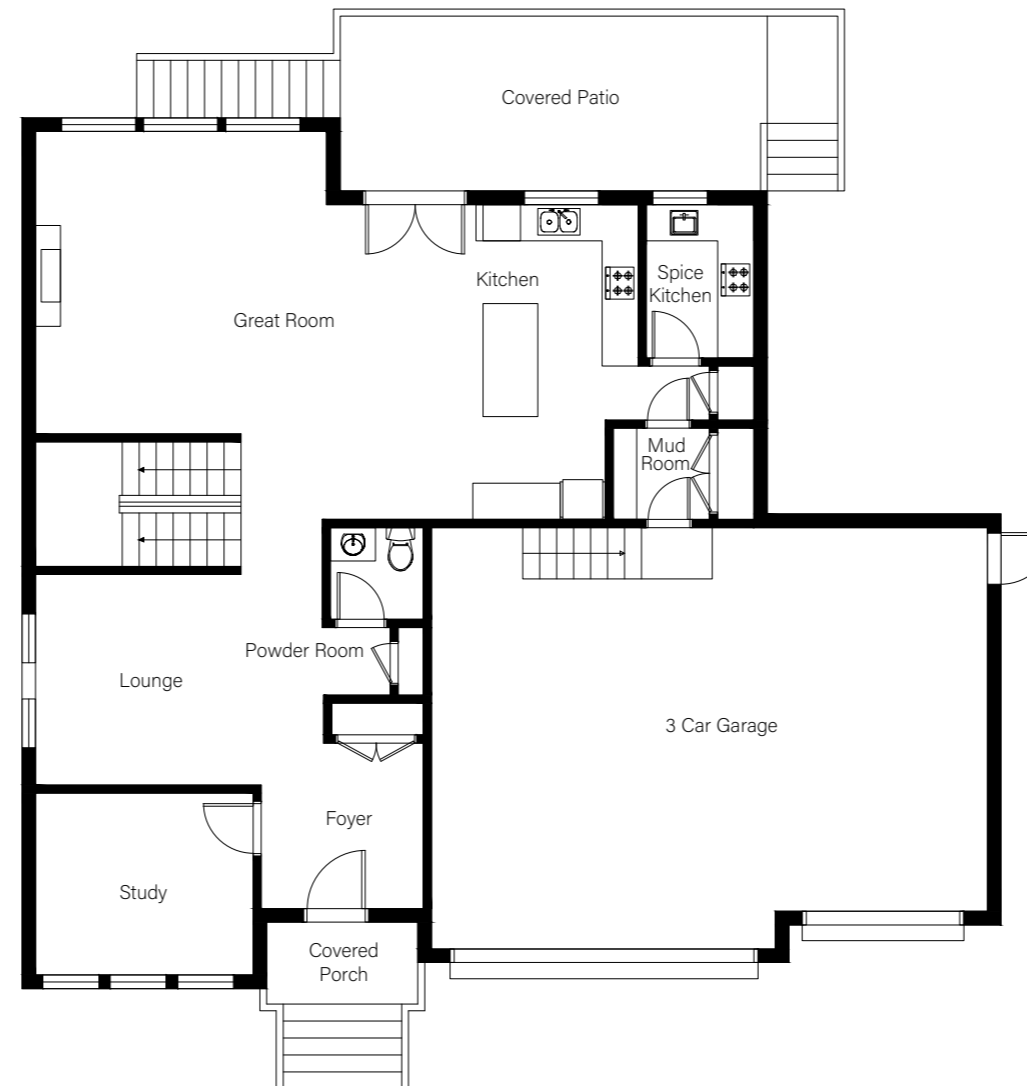 Covered Patio
Kitchen
Spice
Kitchen
Great Room
Mud
Room
Powder Room
Lounge
3 Car Garage
Foyer
Study
Covered
Porch